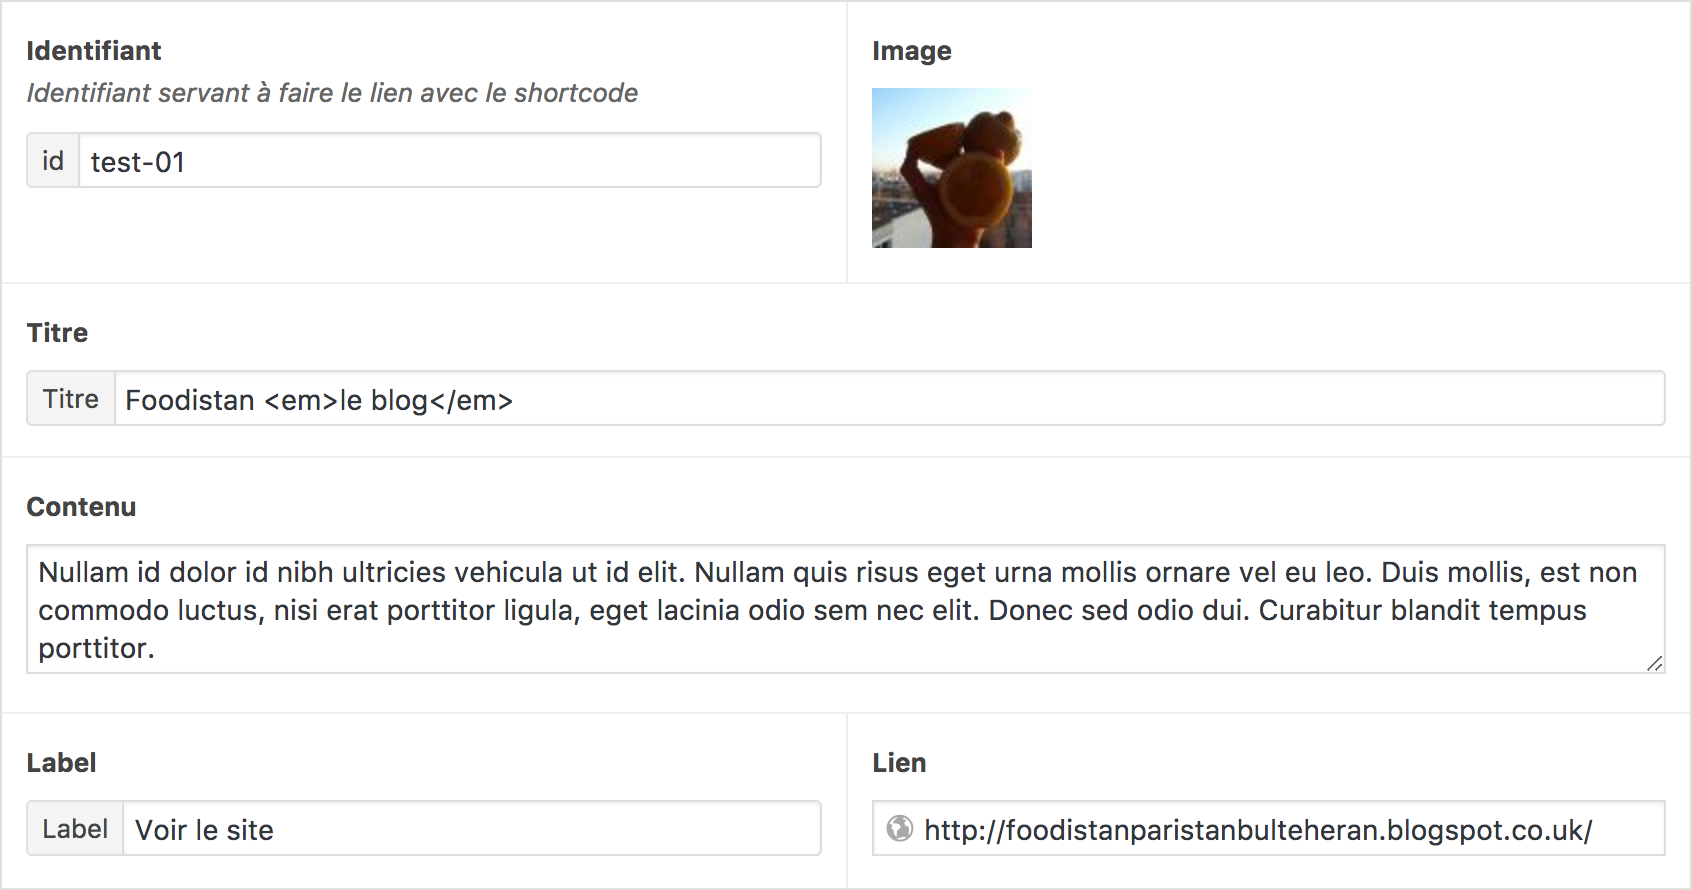 Identifiant
Identifiant servant à faire le lien avec le shortcode
id test-01
Image
Titre
Titre Foodistan <em>le blog</em>
Contenu
Nullam id dolor id nibh ultricies vehicula ut id elit. Nullam quis risus eget urna mollis ornare vel eu leo. Duis mollis, est non
commodo luctus, nisi erat porttitor ligula, eget lacinia odio sem nec elit. Donec sed odio dui. Curabitur blandit tempus
porttitor.
Label
Label Voir le site
Lien
http://foodistanparistanbulteheran.blogspot.co.uk/